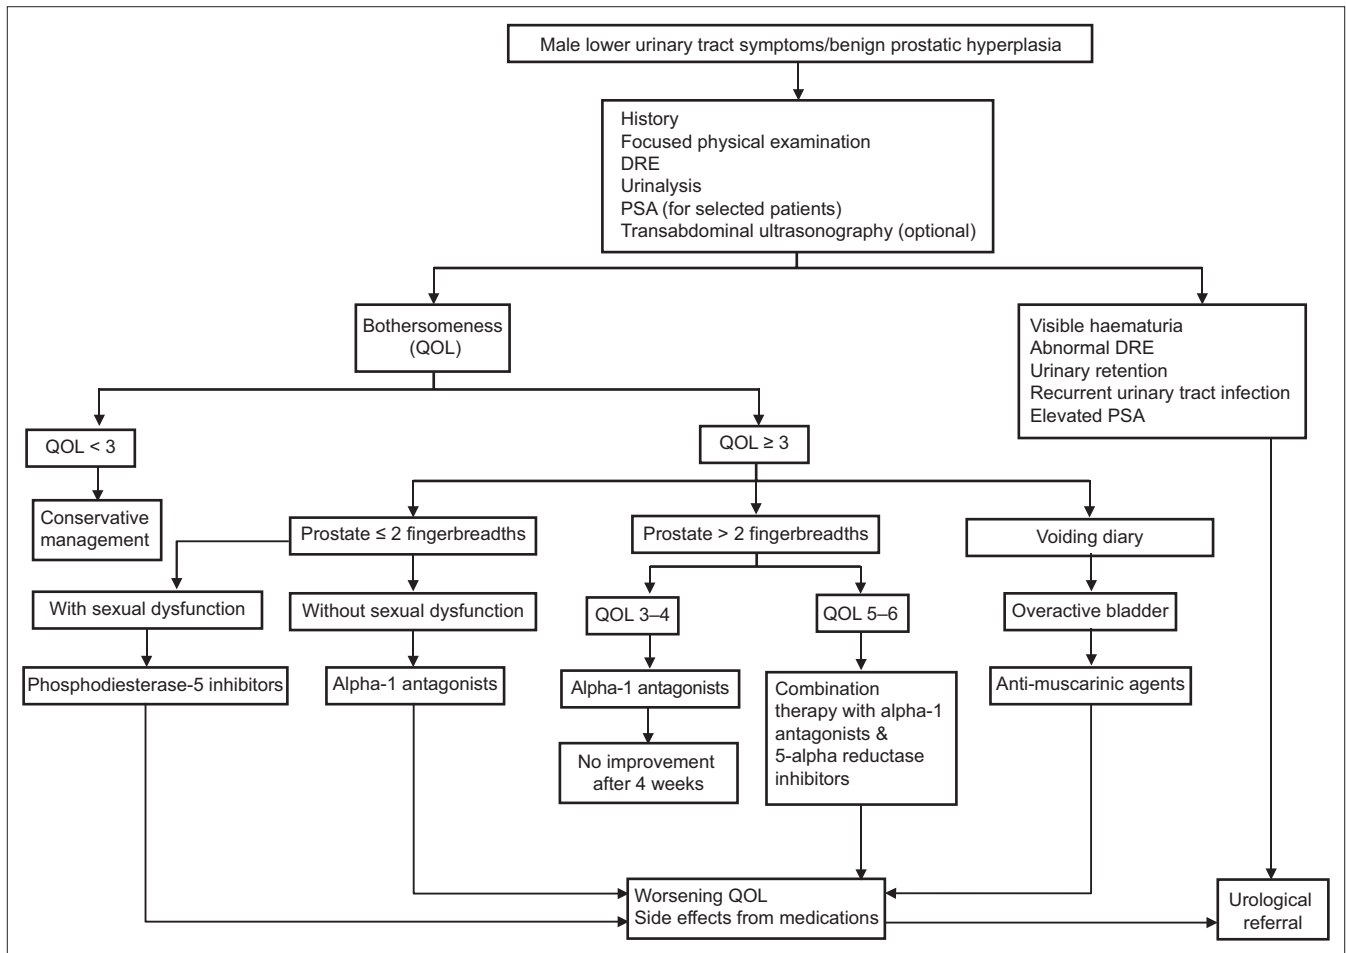 Male lower urinary tract symptoms/benign prostatic hyperplasia
History
Focused physical examination
DRE
Urinalysis
PSA (for selected patients)
Transabdominal ultrasonography (optional)
Bothersomeness
(QOL)
Visible haematuria
Abnormal DRE
Urinary retention
Recurrent urinary tract infection
Elevated PSA
QOL < 3
QOL ≥ 3
Conservative
management
Prostate ≤ 2 fingerbreadths
Prostate > 2 fingerbreadths
Voiding diary
With sexual dysfunction
Without sexual dysfunction
QOL 3–4
QOL 5–6
Overactive bladder
Phosphodiesterase-5 inhibitors
Alpha-1 antagonists
Alpha-1 antagonists
Combination
therapy with alpha-1
antagonists &
5-alpha reductase
inhibitors
Anti-muscarinic agents
No improvement
after 4 weeks
Worsening QOL
Side effects from medications
Urological
referral